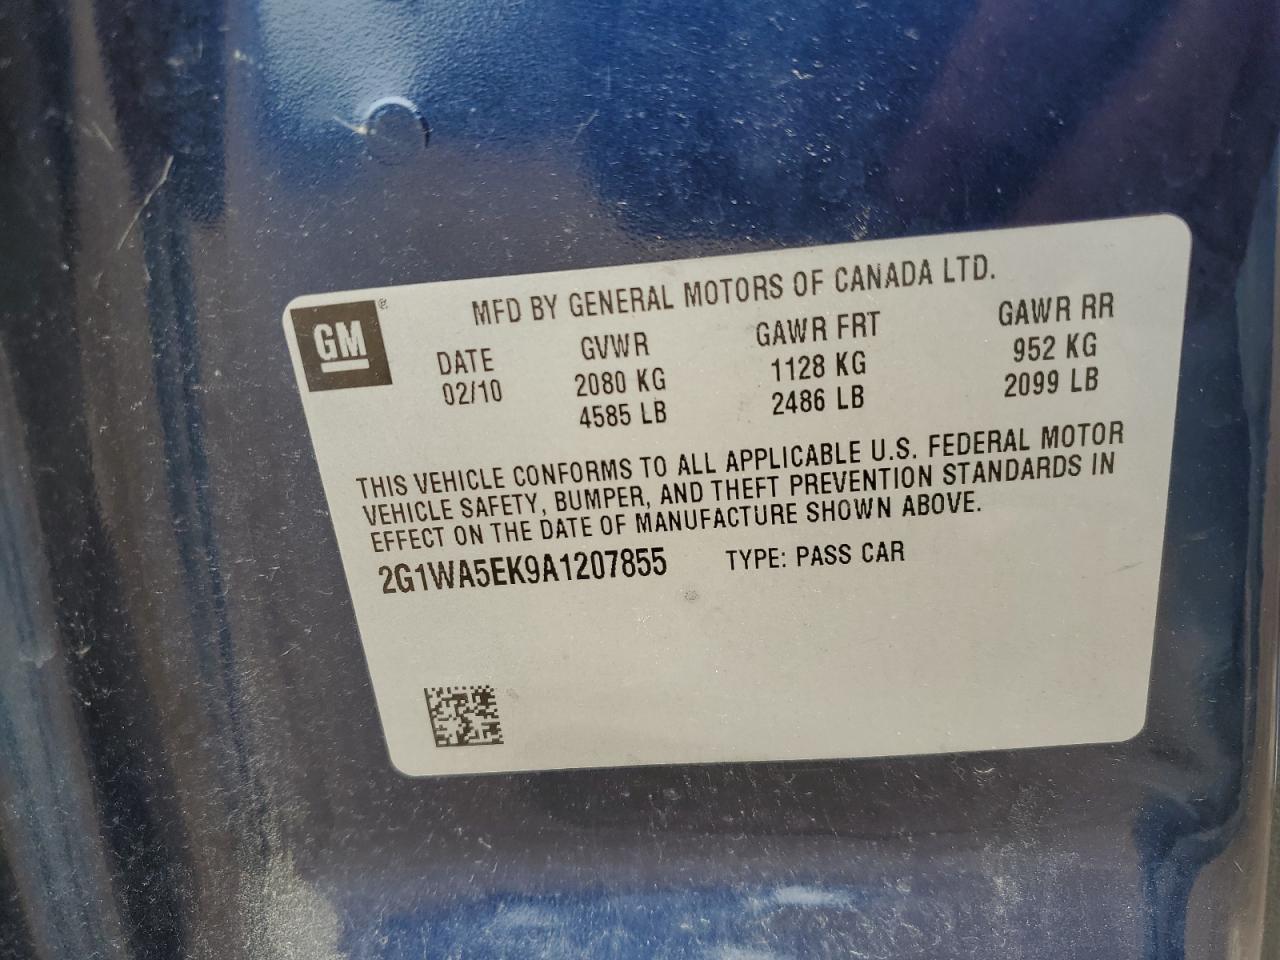 GM®
MFD BY GENERAL MOTORS OF CANADA LTD.
DATE GVWR GAWR FRT GAWR RR
02/10 2080 KG 1128 KG 952 KG
4585 LB 2486 LB 2099 LB
THIS VEHICLE CONFORMS TO ALL APPLICABLE U.S. FEDERAL MOTOR
VEHICLE SAFETY, BUMPER, AND THEFT PREVENTION STANDARDS IN
EFFECT ON THE DATE OF MANUFACTURE SHOWN ABOVE.
2G1WA5EK9A1207855 TYPE: PASS CAR